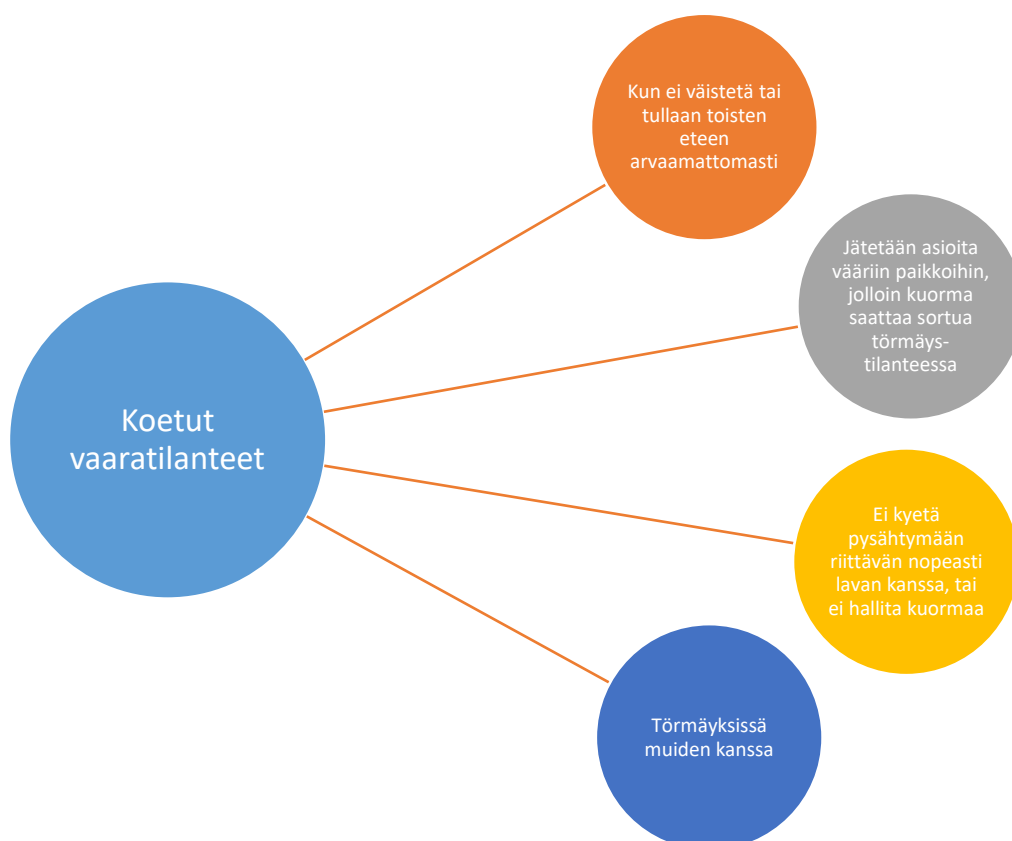 Kun ei väistetä tai
tullaan toisten
eteen
arvaamattomasti
Jätetään asioita
vääriin paikkoihin,
jolloin kuorma
saattaa sortua
törmäys-
tilanteessa
Koetut
vaaratilanteet
Ei kyetä
pysähtymään
riittävän nopeasti
lavan kanssa, tai
ei hallita kuormaa
Törmäyksissä
muiden kanssa